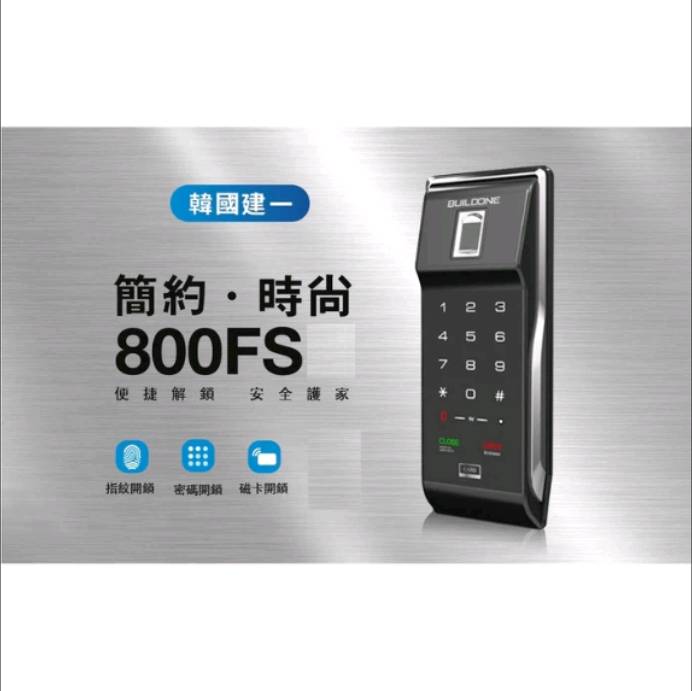 韓國建一
簡約·時尚
800FS
便捷解鎖 安全護家
指紋開鎖 密碼開鎖 磁卡開鎖
BUILDONE
1 2 3
4 5 6
7 8 9
* 0 #
CLOSE
CARD